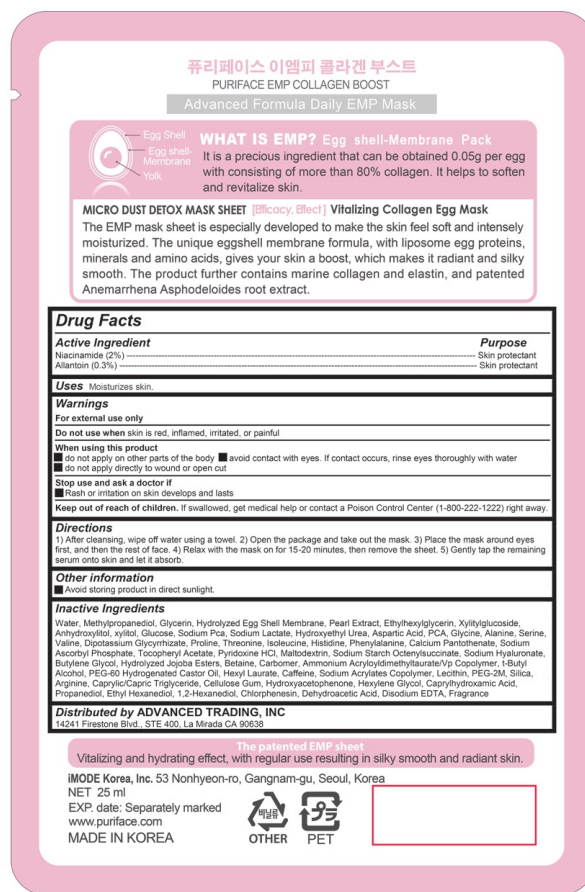 퓨리페이스 이엠피 콜라겐 부스트
PURIFACE EMP COLLAGEN BOOST
Advanced Formula Daily EMP Mask
Egg Shell
Egg shell-
Membrane
Yolk
WHAT IS EMP? Egg shell-Membrane Pack
It is a precious ingredient that can be obtained 0.05g per egg
with consisting of more than 80% collagen. It helps to soften
and revitalize skin.
MICRO DUST DETOX MASK SHEET [Efficacy, Effect] Vitalizing Collagen Egg Mask
The EMP mask sheet is especially developed to make the skin feel soft and intensely
moisturized. The unique eggshell membrane formula, with liposome egg proteins,
minerals and amino acids, gives your skin a boost, which makes it radiant and silky
smooth. The product further contains marine collagen and elastin, and patented
Anemarrhena Asphodeloides root extract.
Drug Facts
Active Ingredient Purpose
Niacinamide (2%) --- Skin protectant
Allantoin (0.3%) --- Skin protectant
Uses Moisturizes skin.
Warnings
For external use only
Do not use when skin is red, inflamed, irritated, or painful
When using this product
■ do not apply on other parts of the body ■ avoid contact with eyes. If contact occurs, rinse eyes thoroughly with water
■ do not apply directly to wound or open cut
Stop use and ask a doctor if
■ Rash or irritation on skin develops and lasts
Keep out of reach of children. If swallowed, get medical help or contact a Poison Control Center (1-800-222-1222) right away.
Directions
1) After cleansing, wipe off water using a towel. 2) Open the package and take out the mask. 3) Place the mask around eyes
first, and then the rest of face. 4) Relax with the mask on for 15-20 minutes, then remove the sheet. 5) Gently tap the remaining
serum onto skin and let it absorb.
Other information
■ Avoid storing product in direct sunlight.
Inactive Ingredients
Water, Methylpropanediol, Glycerin, Hydrolyzed Egg Shell Membrane, Pearl Extract, Ethylhexylglycerin, Xylitylglucoside,
Anhydroxylitol, xylitol, Glucose, Sodium Pca, Sodium Lactate, Hydroxyethyl Urea, Aspartic Acid, PCA, Glycine, Alanine, Serine,
Valine, Dipotassium Glycyrrhizate, Proline, Threonine, Isoleucine, Histidine, Phenylalanine, Calcium Pantothenate, Sodium
Ascorbyl Phosphate, Tocopheryl Acetate, Pyridoxine HCl, Maltodextrin, Sodium Starch Octenylsuccinate, Sodium Hyaluronate,
Butylene Glycol, Hydrolyzed Jojoba Esters, Betaine, Carbomer, Ammonium Acryloyldimethyltaurate/Vp Copolymer, t-Butyl
Alcohol, PEG-60 Hydrogenated Castor Oil, Hexyl Laurate, Caffeine, Sodium Acrylates Copolymer, Lecithin, PEG-2M, Silica,
Arginine, Caprylic/Capric Triglyceride, Cellulose Gum, Hydroxyacetophenone, Hexylene Glycol, Caprylhydroxamic Acid,
Propanediol, Ethyl Hexanediol, 1,2-Hexanediol, Chlorphenesin, Dehydroacetic Acid, Disodium EDTA, Fragrance
Distributed by ADVANCED TRADING, INC
14241 Firestone Blvd., STE 400, La Mirada CA 90638
The patented EMP sheet
Vitalizing and hydrating effect, with regular use resulting in silky smooth and radiant skin.
iMODE Korea, Inc. 53 Nonhyeon-ro, Gangnam-gu, Seoul, Korea
NET 25 ml
EXP. date: Separately marked
www.puriface.com
MADE IN KOREA
비닐류
OTHER
プラ
PET